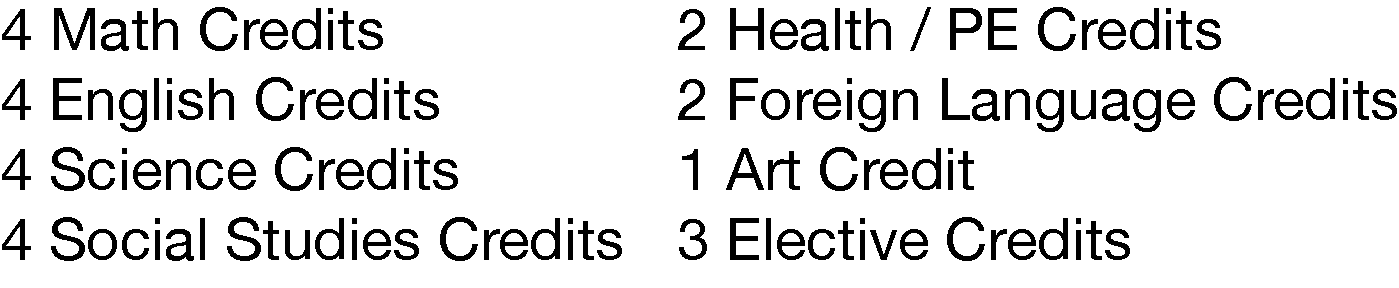 4 Math Credits
4 English Credits
4 Science Credits
4 Social Studies Credits
2 Health / PE Credits
2 Foreign Language Credits
1 Art Credit
3 Elective Credits